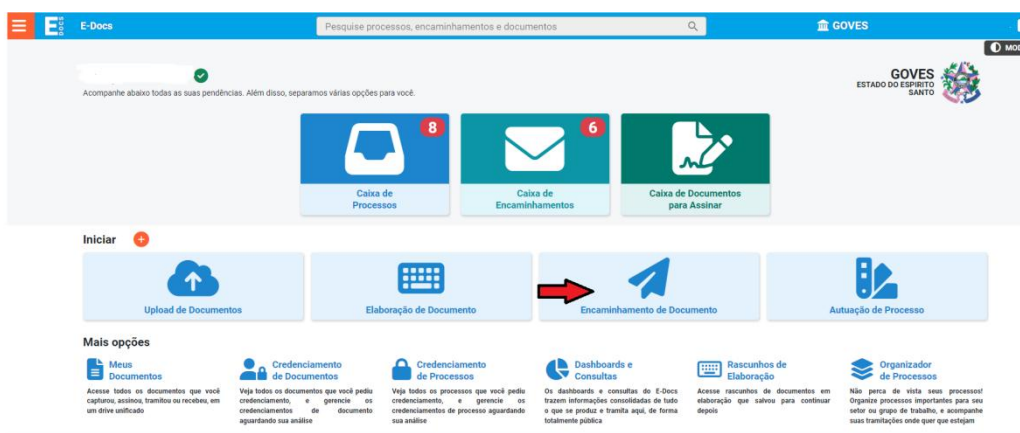 E DOCS
E-Docs
Pesquise processos, encaminhamentos e documentos
GOVES
Acompanhe abaixo todas as suas pendências. Além disso, separamos várias opções para você.
GOVES
ESTADO DO ESPIRITO
SANTO
8
6
Caixa de
Processos
Caixa de
Encaminhamentos
Caixa de Documentos
para Assinar
Iniciar
Upload de Documentos
Elaboração de Documento
Encaminhamento de Documento
Autuação de Processo
Mais opções
Meus
Documentos
Acesse todos os documentos que você
capturou, assinou, tramitou ou recebeu, em
um drive unificado
Credenciamento
de Documentos
Veja todos os documentos que você pediu
credenciamento, e gerencie os
credenciamentos de documento
aguardando sua análise
Credenciamento
de Processos
Veja todos os processos que você pediu
credenciamento, e gerencie os
credenciamentos de processo aguardando
sua análise
Dashboards e
Consultas
Os dashboards e consultas do E-Docs
trazem informações consolidadas de tudo
o que se produz e tramita aqui, de forma
totalmente pública
Rascunhos de
Elaboração
Acesse rascunhos de documentos em
elaboração que salvou para continuar
depois
Organizador
de Processos
Não perca de vista seus processos!
Organize processos importantes para seu
setor ou grupo de trabalho, e acompanhe
suas tramitações onde quer que estejam